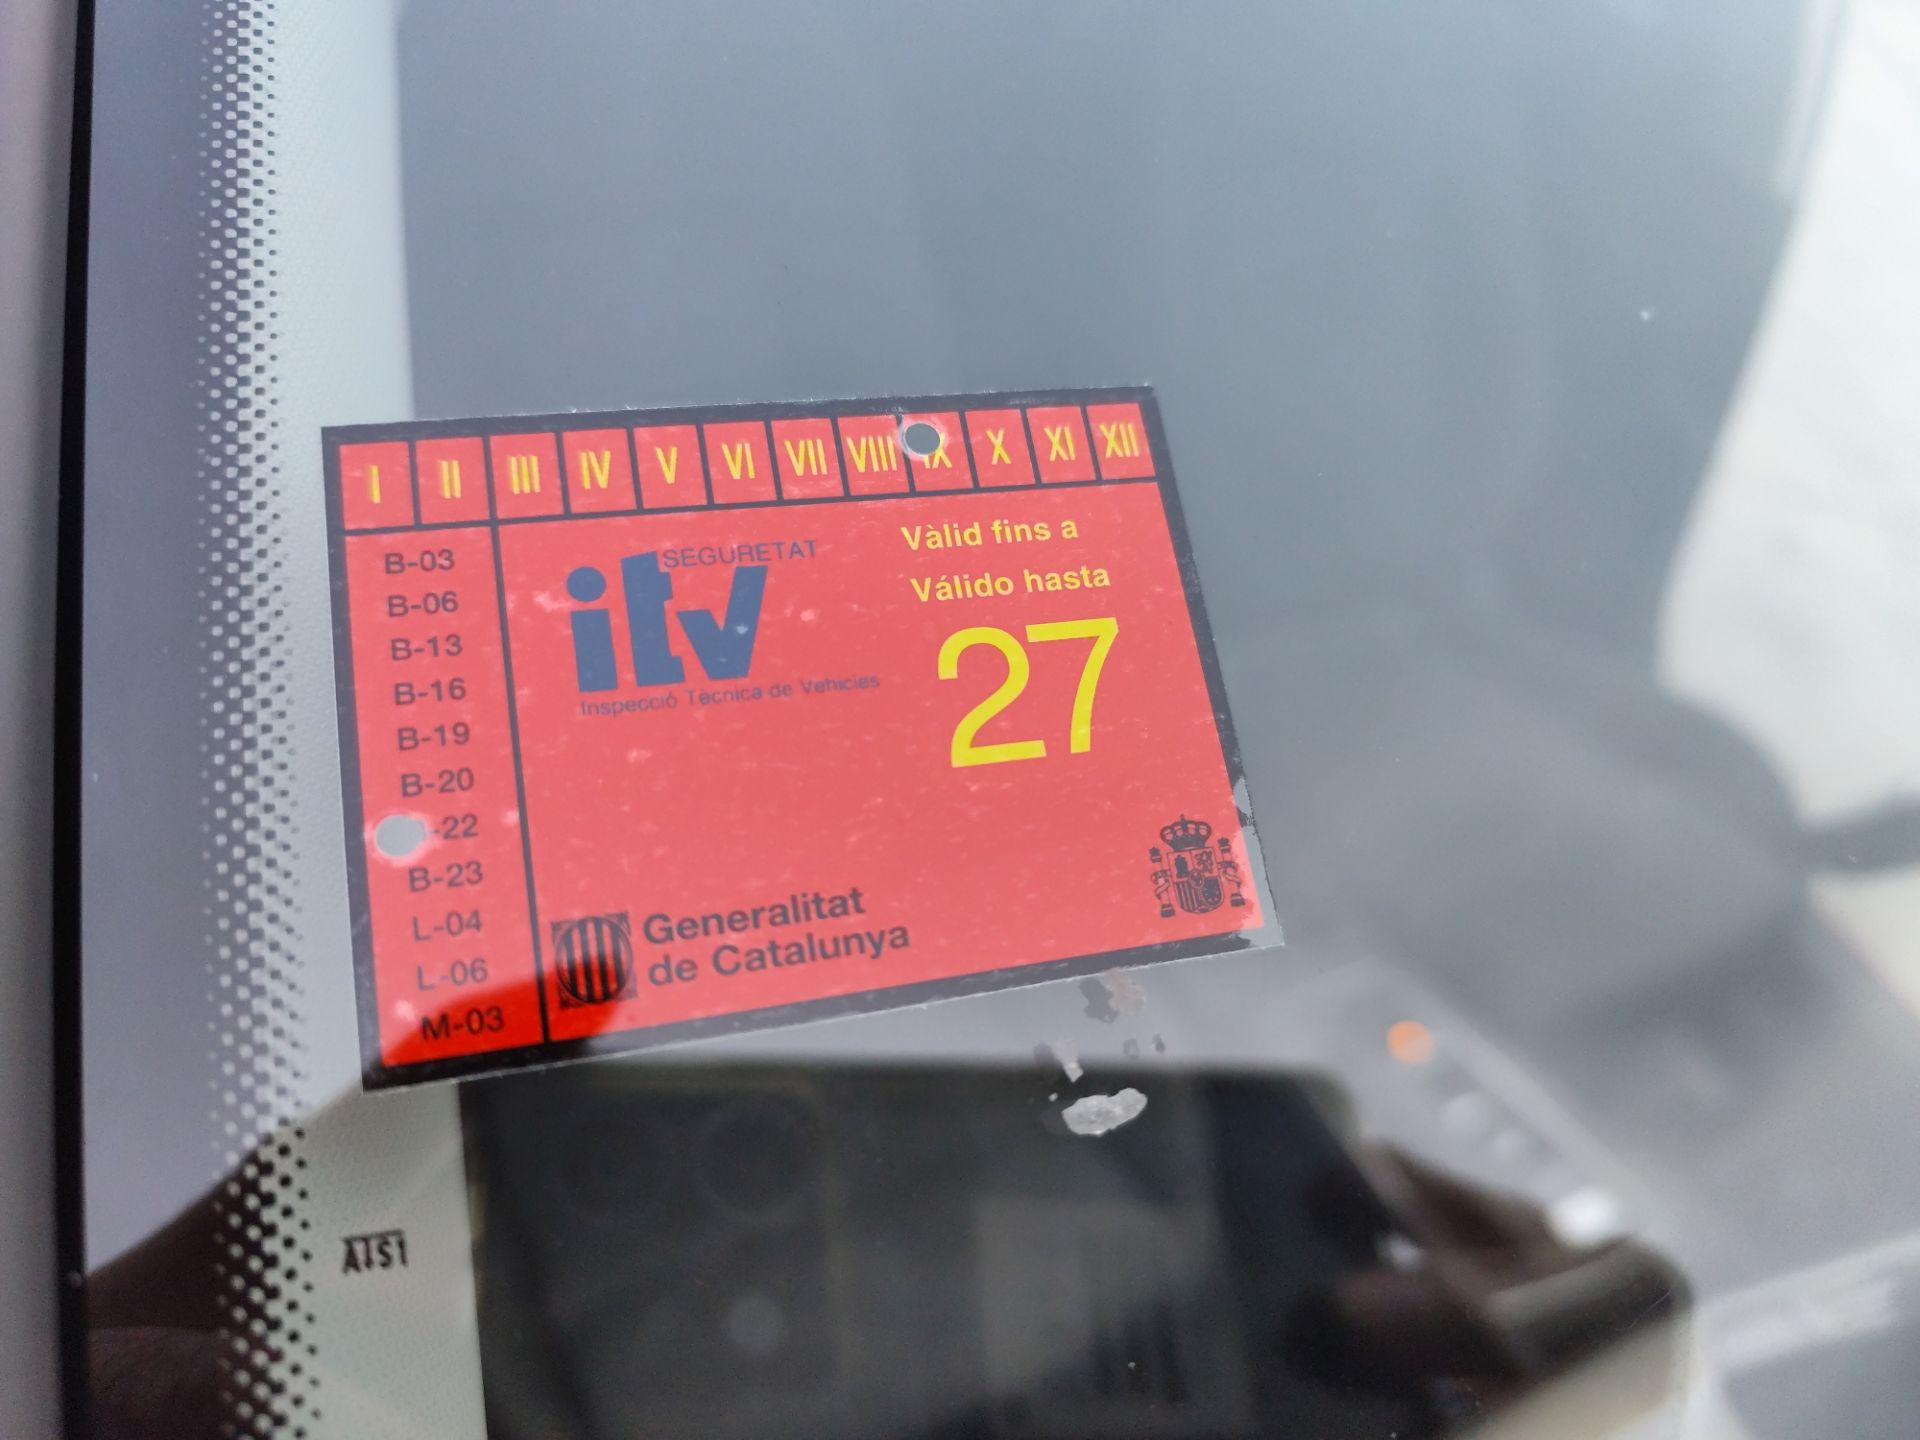 I II III IV V VI VII VIII IX X XI XII
B-03
B-06
B-13
B-16
B-19
B-20
-22
B-23
L-04
L-06
M-03
SEGURETAT
itv
Inspecció Tècnica de Vehicles
Vàlid fins a
Válido hasta
27
Generalitat
de Catalunya